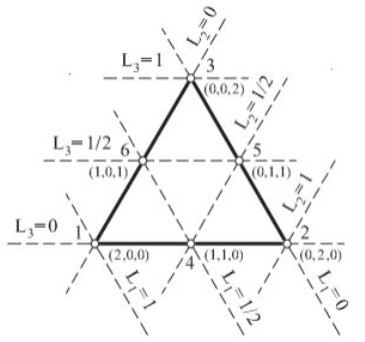 L₂=0
L₃=1
3
(0,0,2)
L₂=1/2
L₃=1/2
6
5
(1,0,1)
(0,1,1)
L₂=1
L₃=0
1
2
(2,0,0)
4
(1,1,0)
(0,2,0)
L₁=1
L₁=1/2
L₁=0